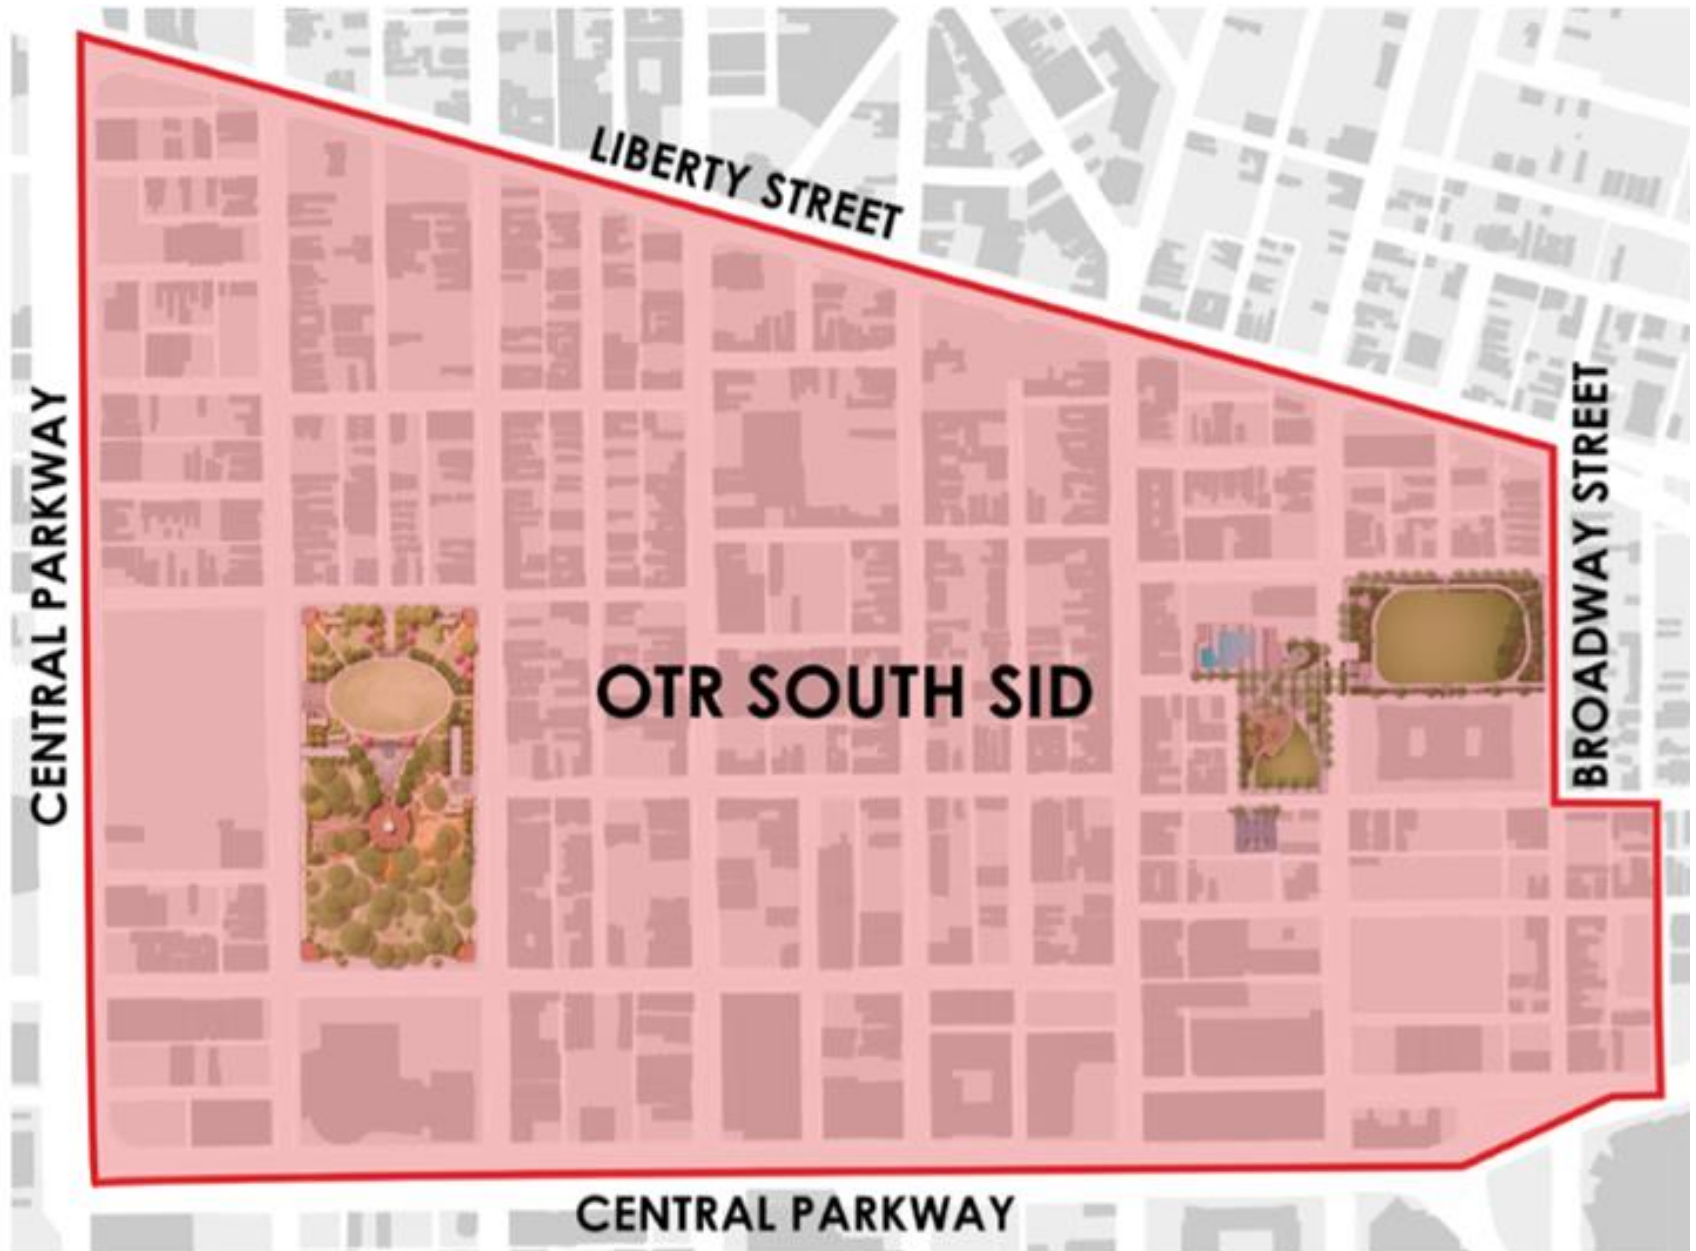 LIBERTY STREET
CENTRAL PARKWAY
BROADWAY STREET
OTR SOUTH SID
CENTRAL PARKWAY